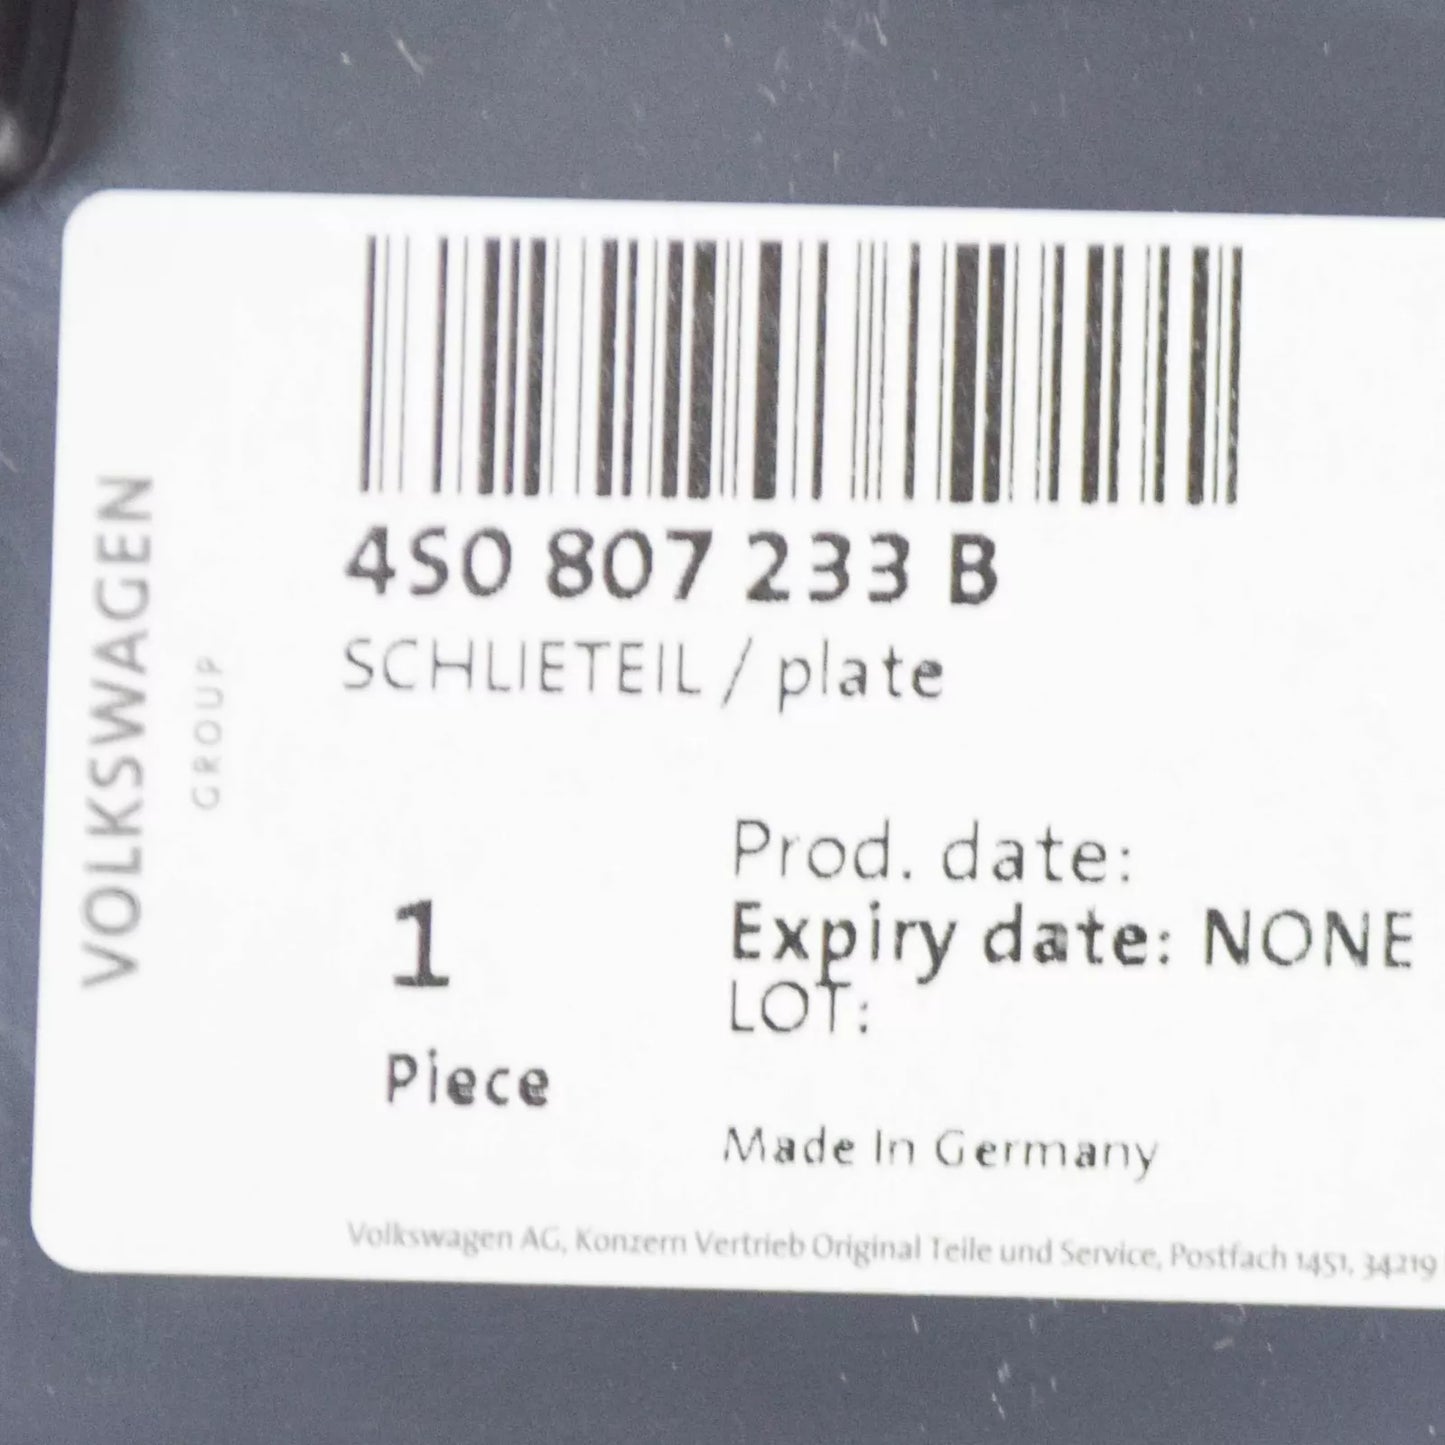 VOLKSWAGEN
GROUP
4S0 807 233 B
SCHLIETEIL / plate
1
Piece
Prod. date:
Expiry date: NONE
LOT:
Made In Germany
Volkswagen AG, Konzern Vertrieb Original Teile und Service, Postfach 1451, 34219